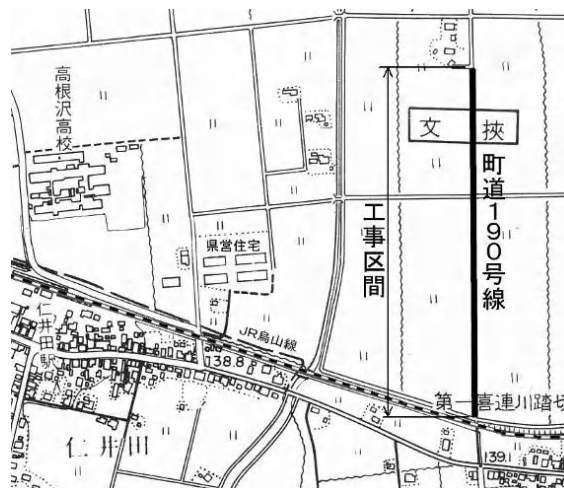 高根沢高校
文挾
町道190号線
工事区間
県営住宅
JR烏山線
仁井田駅
138.8
第一喜連川踏切
仁井田
139.1